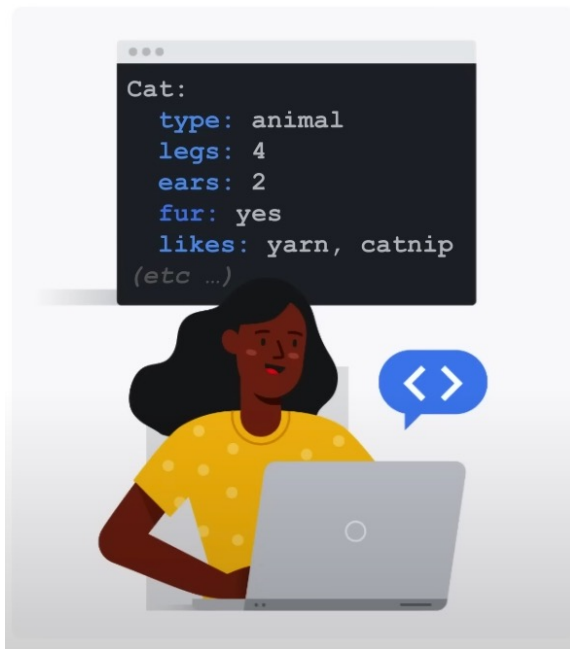 Cat:
type: animal
legs: 4
ears: 2
fur: yes
likes: yarn, catnip
(etc ...)